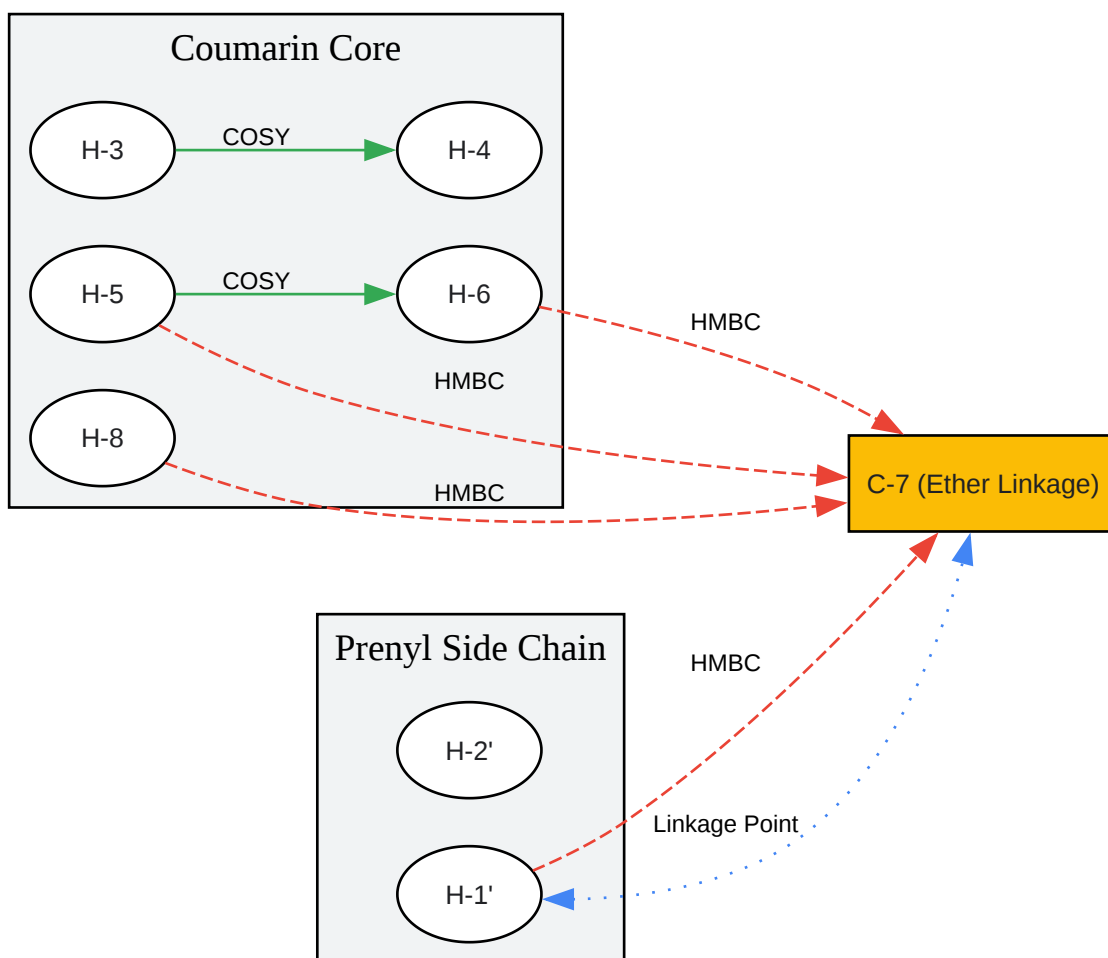 Coumarin Core
H-3
COSY
H-4
H-5
COSY
H-6
HMBC
HMBC
H-8
HMBC
C-7 (Ether Linkage)
Prenyl Side Chain
HMBC
H-2'
Linkage Point
H-1'